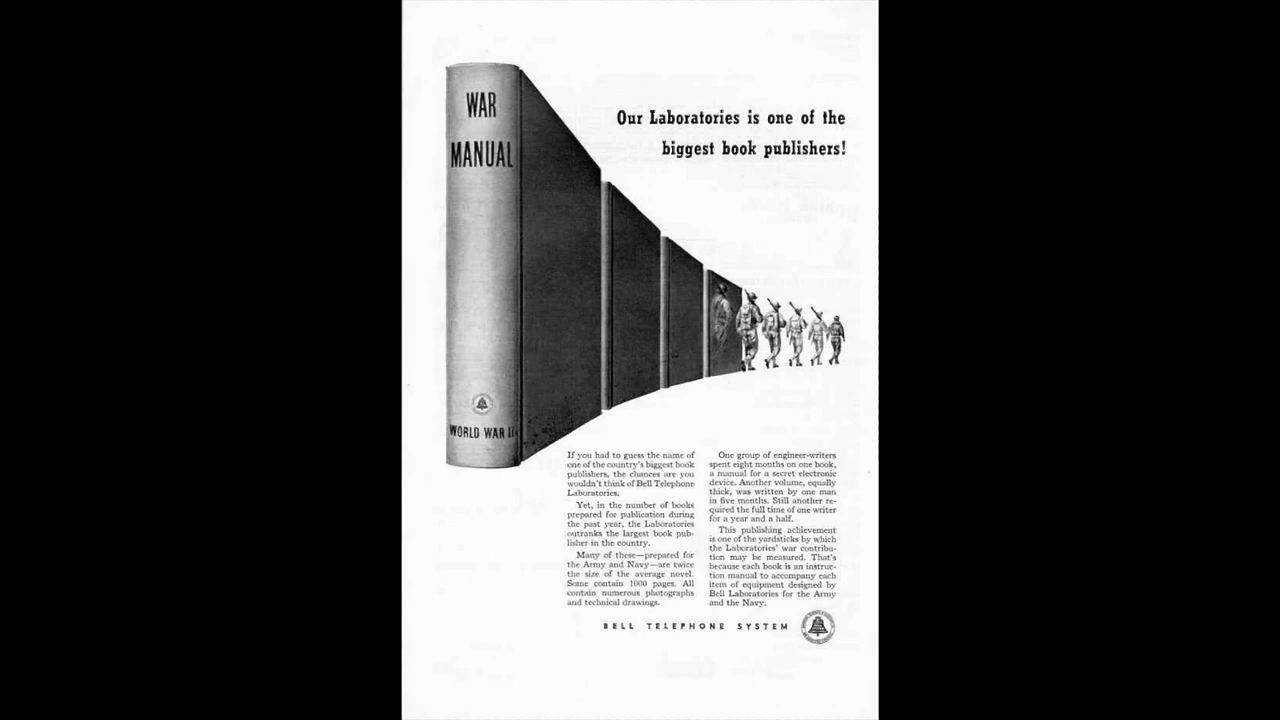 WAR
MANUAL
WORLD WAR II
Our Laboratories is one of the
biggest book publishers!
If you had to guess the name of
one of the country's biggest book
publishers, the chances are you
wouldn't think of Bell Telephone
Laboratories.
Yet, in the number of books
prepared for publication during
the past year, the Laboratories
outranks the largest book pub-
lisher in the country.
Many of these—prepared for
the Army and Navy—are twice
the size of the average novel.
Some contain 1000 pages. All
contain numerous photographs
and technical drawings.
One group of engineer-writers
spent eight months on one book,
a manual for a secret electronic
device. Another volume, equally
thick, was written by one man
in five months. Still another re-
quired the full time of one writer
for a year and a half.
This publishing achievement
is one of the yardsticks by which
the Laboratories' war contribu-
tion may be measured. That's
because each book is an instruc-
tion manual to accompany each
item of equipment designed by
Bell Laboratories for the Army
and the Navy.
BELL TELEPHONE SYSTEM